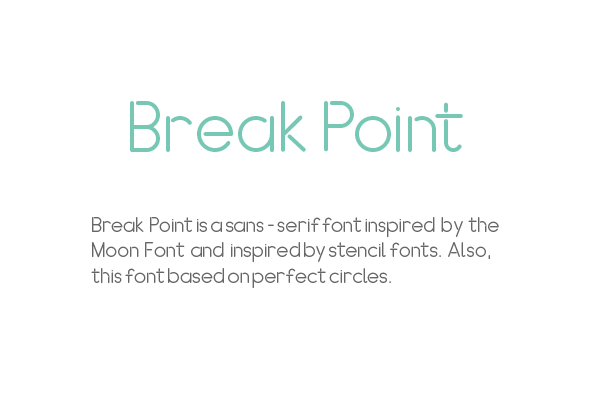 Break Point
Break Point is a sans - serif font inspired by the
Moon Font and inspired by stencil fonts. Also,
this font based on perfect circles.